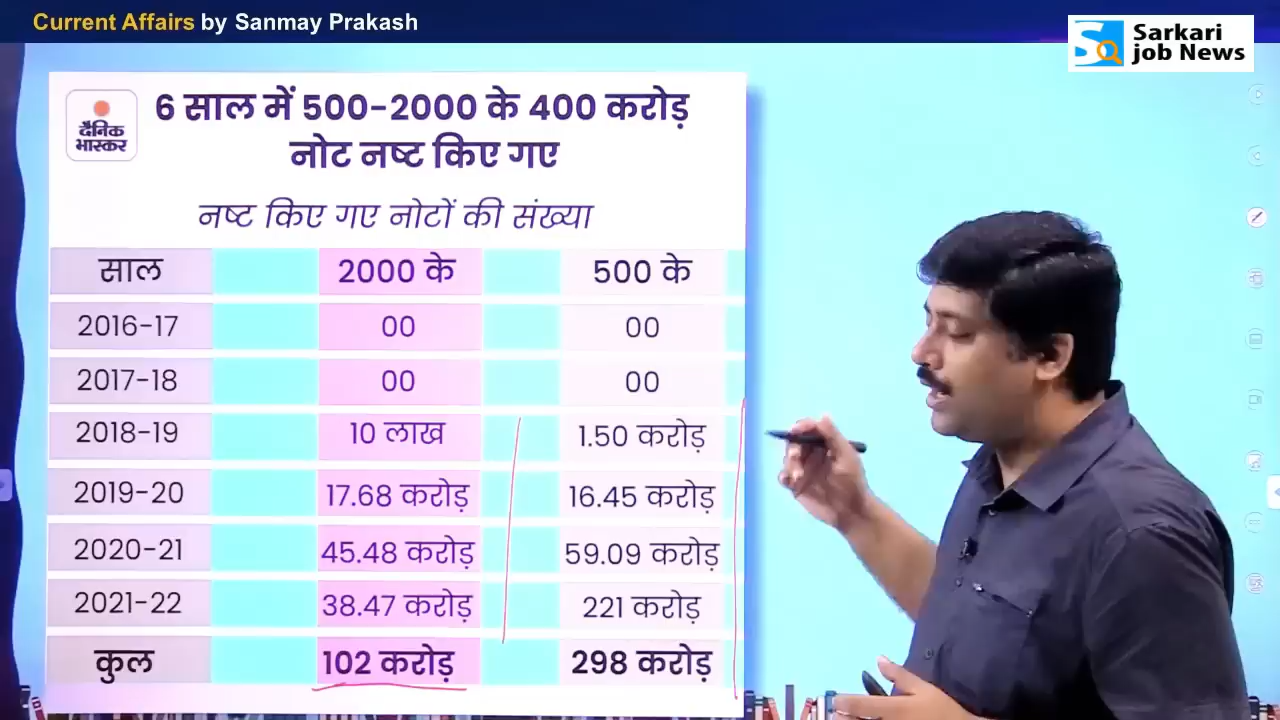 Current Affairs by Sanmay Prakash
Sarkari
job News
दैनिक
भास्कर
6 साल में 500-2000 के 400 करोड़
नोट नष्ट किए गए
नष्ट किए गए नोटों की संख्या
साल 2000 के 500 के
2016-17 00 00
2017-18 00 00
2018-19 10 लाख 1.50 करोड़
2019-20 17.68 करोड़ 16.45 करोड़
2020-21 45.48 करोड़ 59.09 करोड़
2021-22 38.47 करोड़ 221 करोड़
कुल 102 करोड़ 298 करोड़